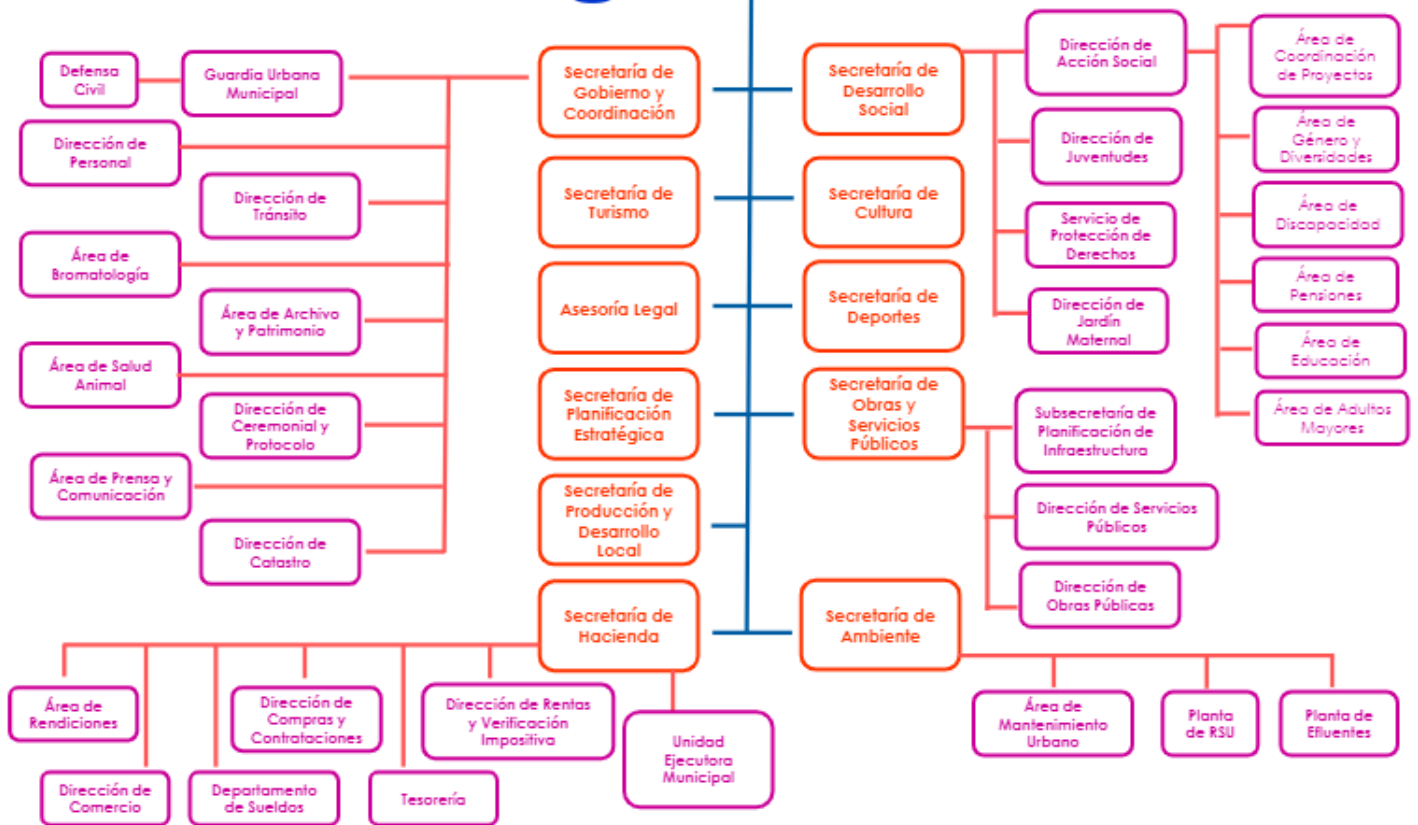 Defensa
Civil
Guardia Urbana
Municipal
Dirección de
Personal
Dirección de
Tránsito
Área de
Bromatología
Área de Archivo
y Patrimonio
Área de Salud
Animal
Dirección de
Ceremonial y
Protocolo
Área de Prensa y
Comunicación
Dirección de
Catastro
Secretaría de
Gobierno y
Coordinación
Secretaría de
Turismo
Asesoría Legal
Secretaría de
Planificación
Estratégica
Secretaría de
Producción y
Desarrollo
Local
Secretaría de
Hacienda
Secretaría de
Desarrollo
Social
Secretaría de
Cultura
Secretaría de
Deportes
Secretaría de
Obras y
Servicios
Públicos
Secretaría de
Ambiente
Dirección de
Acción Social
Dirección de
Juventudes
Servicio de
Protección de
Derechos
Dirección de
Jardín
Maternal
Área de
Coordinación
de Proyectos
Área de
Género y
Diversidades
Área de
Discapacidad
Área de
Pensiones
Área de
Educación
Área de Adultos
Mayores
Subsecretaría de
Planificación de
Infraestructura
Dirección de Servicios
Públicos
Dirección de
Obras Públicas
Área de
Rendiciones
Dirección de
Comercio
Departamento
de Sueldos
Dirección de
Compras y
Contrataciones
Tesorería
Dirección de Rentas
y Verificación
Impositiva
Unidad
Ejecutora
Municipal
Área de
Mantenimiento
Urbano
Planta
de RSU
Planta de
Efluentes